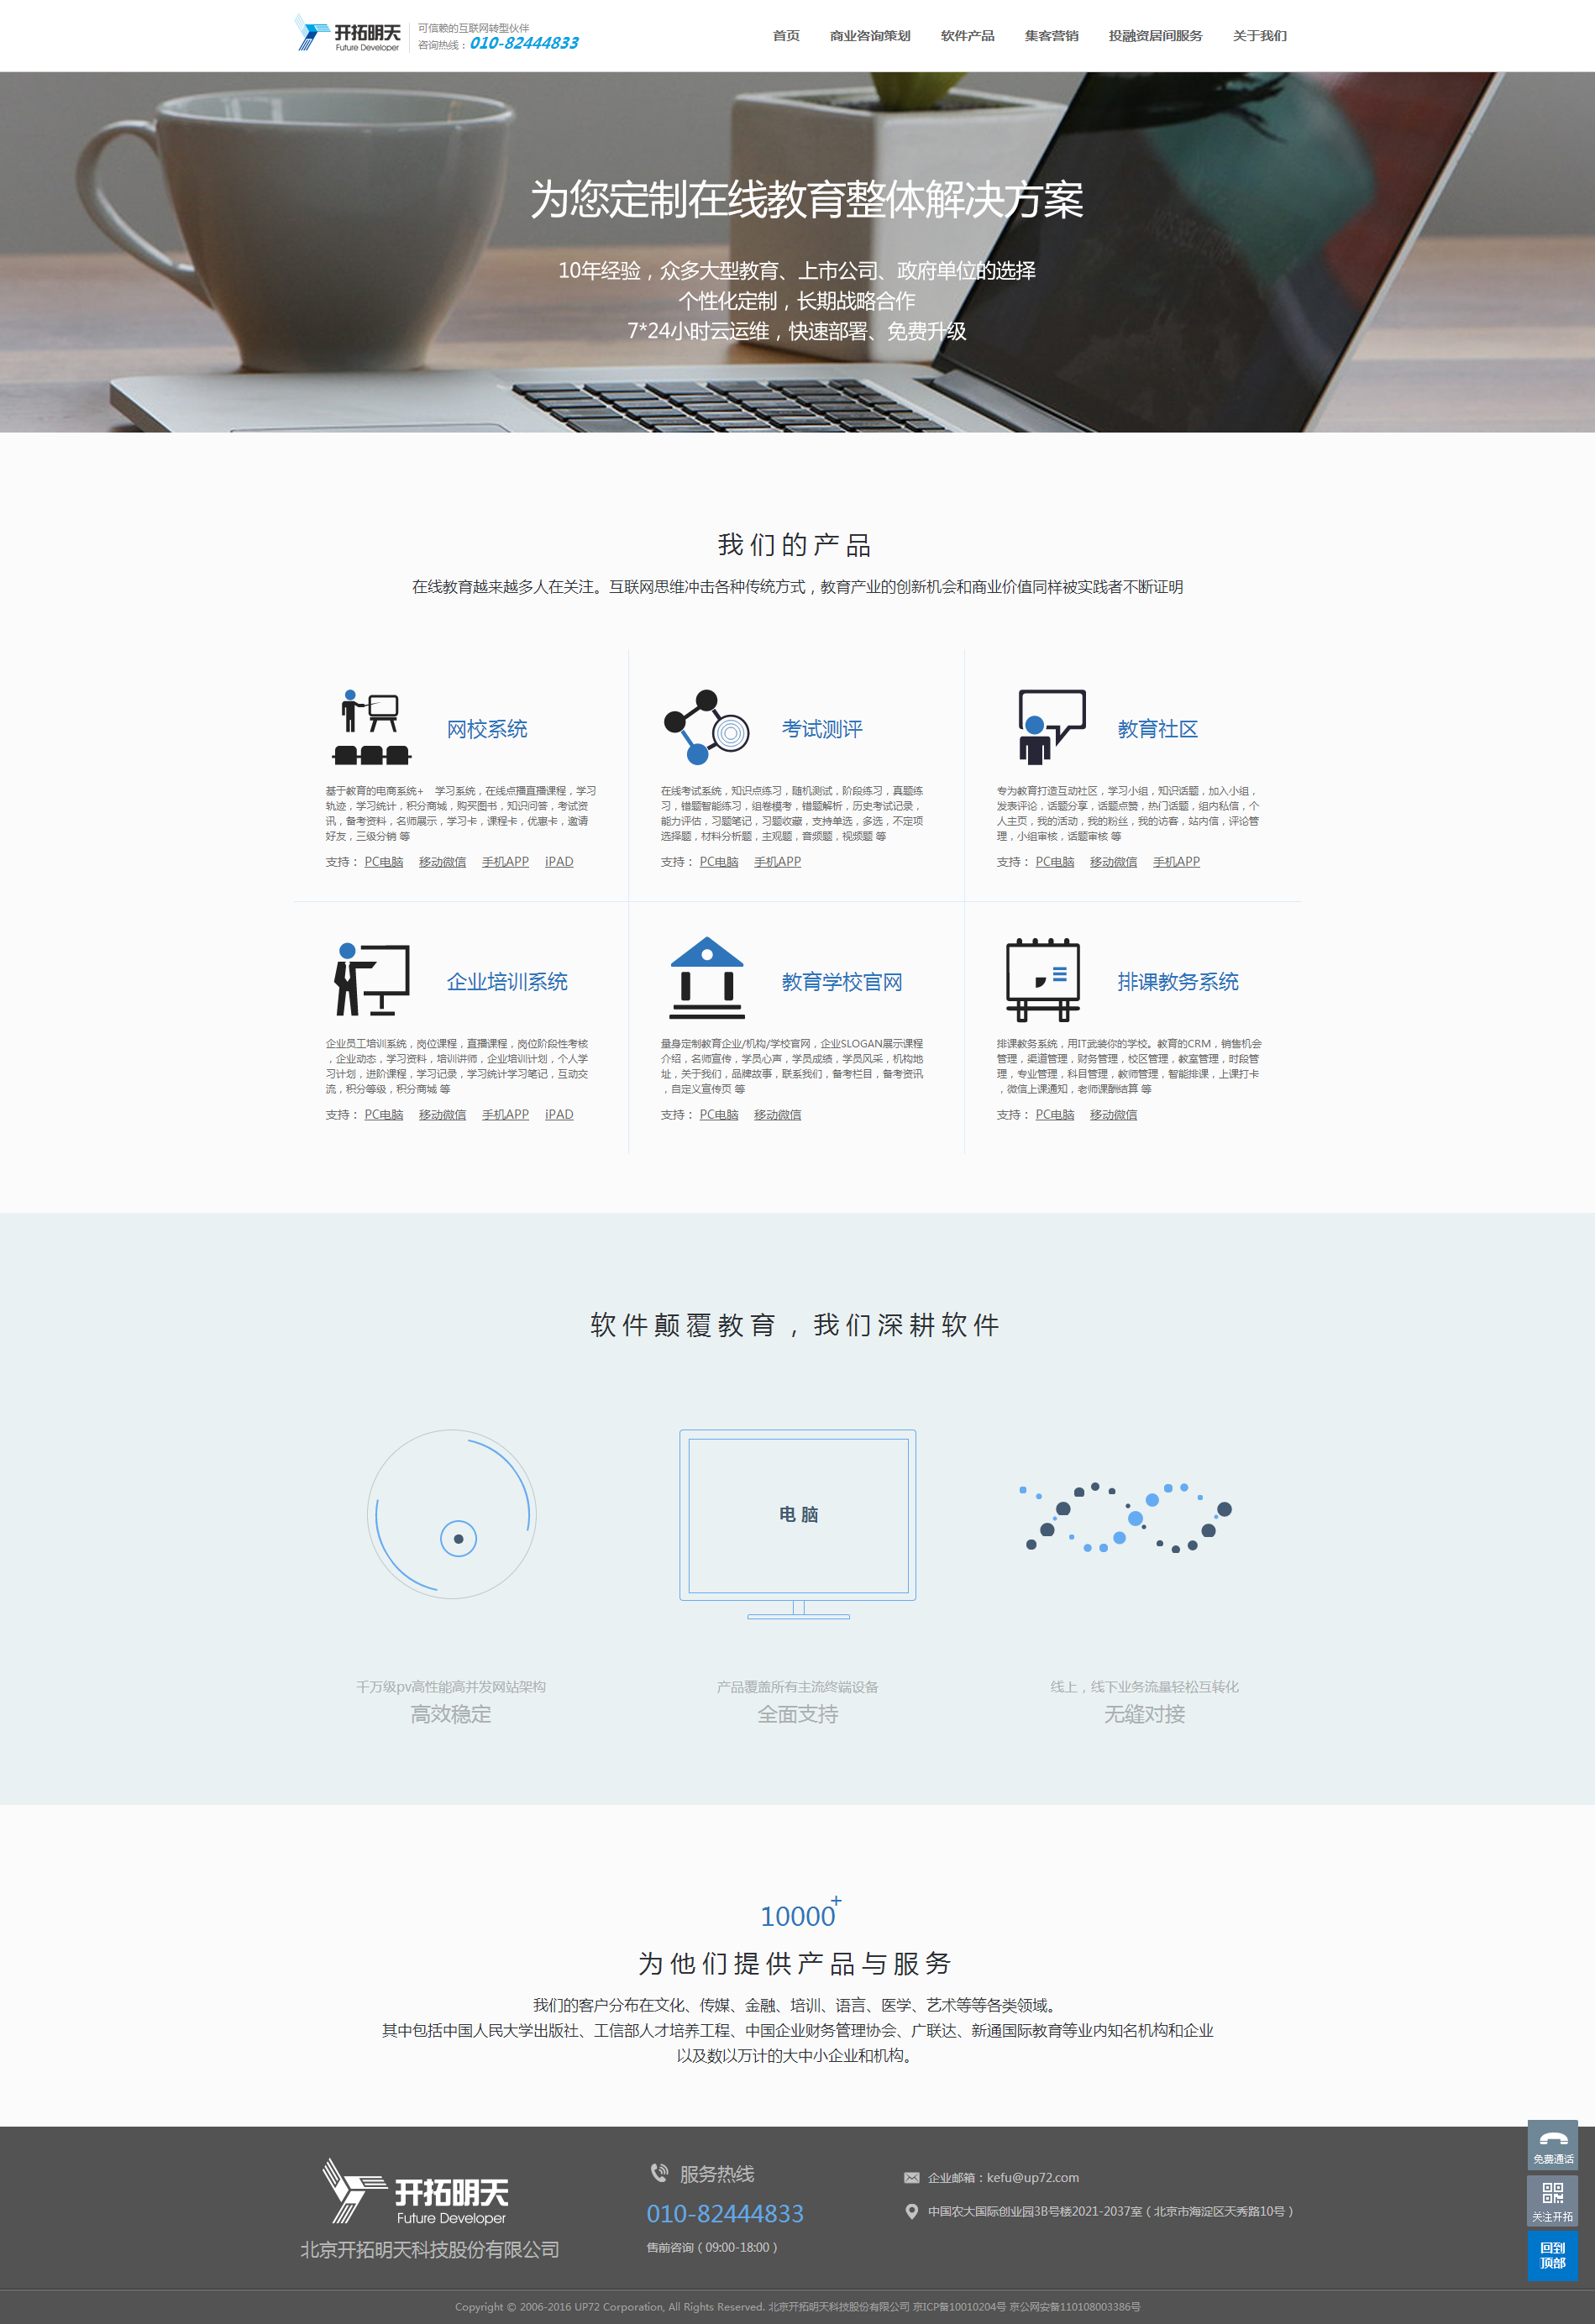 开拓明天
Future Developer
可信赖的互联网转型伙伴
咨询热线：010-82444833
首页 商业咨询策划 软件产品 集客营销 投融资居间服务 关于我们
为您定制在线教育整体解决方案
10年经验，众多大型教育、上市公司、政府单位的选择
个性化定制，长期战略合作
7*24小时云运维，快速部署、免费升级
我们的产品
在线教育越来越多人在关注。互联网思维冲击各种传统方式，教育产业的创新机会和商业价值同样被实践者不断证明
网校系统
基于教育的电商系统+ 学习系统，在线点播直播课程，学习
轨迹，学习统计，积分商城，购买图书，知识问答，考试资
讯，备考资料，名师展示，学习卡，课程卡，优惠卡，邀请
好友，三级分销 等
支持： PC电脑 移动微信 手机APP iPAD
考试测评
在线考试系统，知识点练习，随机测试，阶段练习，真题练
习，错题智能练习，组卷模考，错题解析，历史考试记录，
能力评估，习题笔记，习题收藏，支持单选，多选，不定项
选择题，材料分析题，主观题，音频题，视频题 等
支持： PC电脑 手机APP
教育社区
专为教育打造互动社区，学习小组，知识话题，加入小组，
发表评论，话题分享，话题点赞，热门话题，组内私信，个
人主页，我的活动，我的粉丝，我的访客，站内信，评论管
理，小组审核，话题审核 等
支持： PC电脑 移动微信 手机APP
企业培训系统
企业员工培训系统，岗位课程，直播课程，岗位阶段性考核
，企业动态，学习资料，培训讲师，企业培训计划，个人学
习计划，进阶课程，学习记录，学习统计学习笔记，互动交
流，积分等级，积分商城 等
支持： PC电脑 移动微信 手机APP iPAD
教育学校官网
量身定制教育企业/机构/学校官网，企业SLOGAN展示课程
介绍，名师宣传，学员心声，学员成绩，学员风采，机构地
址，关于我们，品牌故事，联系我们，备考栏目，备考资讯
，自定义宣传页 等
支持： PC电脑 移动微信
排课教务系统
排课教务系统，用IT武装你的学校。教育的CRM，销售机会
管理，渠道管理，财务管理，校区管理，教室管理，时段管
理，专业管理，科目管理，教师管理，智能排课，上课打卡
，微信上课通知，老师课酬结算 等
支持： PC电脑 移动微信
软件颠覆教育，我们深耕软件
电脑
千万级pv高性能高并发网站架构
高效稳定
产品覆盖所有主流终端设备
全面支持
线上，线下业务流量轻松互转化
无缝对接
10000+
为他们提供产品与服务
我们的客户分布在文化、传媒、金融、培训、语言、医学、艺术等等各类领域。
其中包括中国人民大学出版社、工信部人才培养工程、中国企业财务管理协会、广联达、新通国际教育等业内知名机构和企业
以及数以万计的大中小企业和机构。
开拓明天
Future Developer
北京开拓明天科技股份有限公司
服务热线
010-82444833
售前咨询（09:00-18:00）
企业邮箱：kefu@up72.com
中国农大国际创业园3B号楼2021-2037室（北京市海淀区天秀路10号）
免费通话
关注开拓
回到
顶部
Copyright © 2006-2016 UP72 Corporation, All Rights Reserved. 北京开拓明天科技股份有限公司 京ICP备10010204号 京公网安备110108003386号